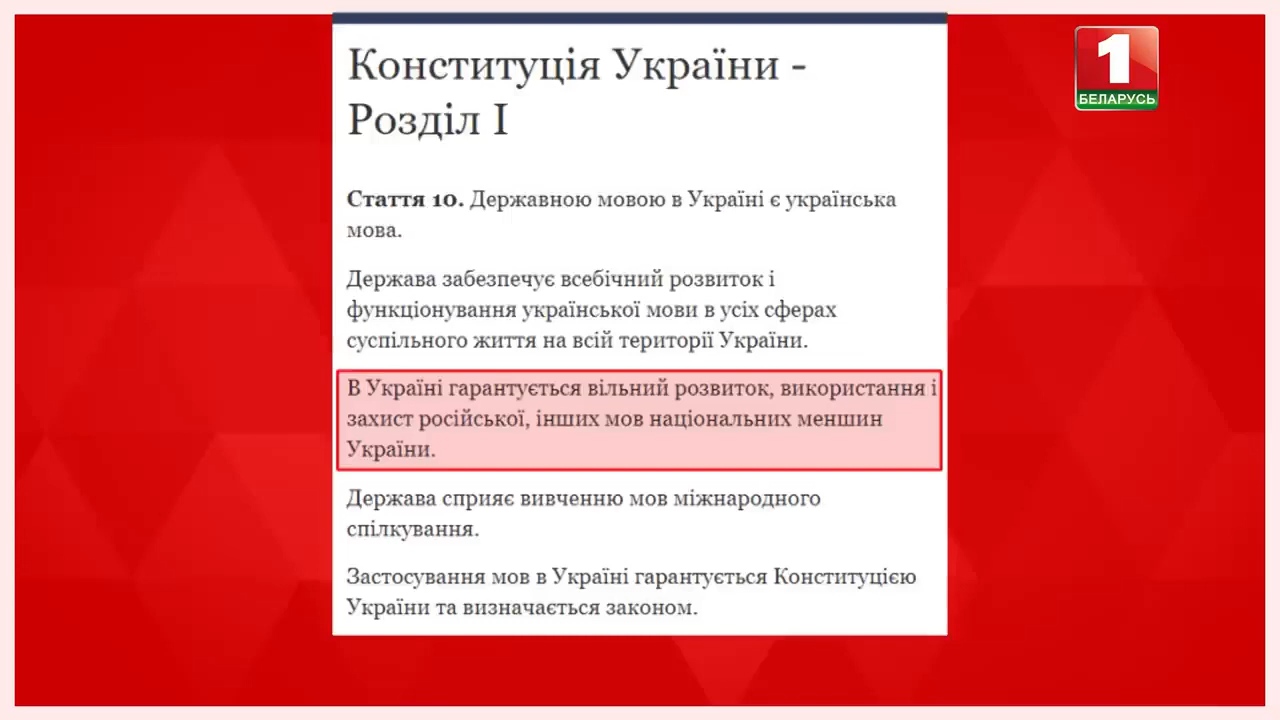 Конституція України -
Розділ I
Стаття 10. Державною мовою в Україні є українська
мова.
Держава забезпечує всебічний розвиток і
функціонування української мови в усіх сферах
суспільного життя на всій території України.
В Україні гарантується вільний розвиток, використання і
захист російської, інших мов національних меншин
України.
Держава сприяє вивченню мов міжнародного
спілкування.
Застосування мов в Україні гарантується Конституцією
України та визначається законом.
1
БЕЛАРУСЬ